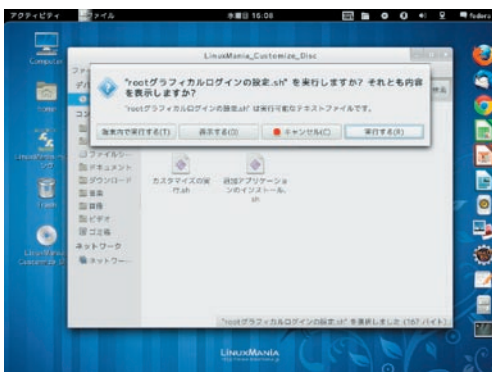 アクティビティ
ファイル
水曜日 16:08
fedora
Computer
LinuxMania_Customize_Disc
"rootグラフィカルログインの設定.sh" を実行しますか? それとも内容
を表示しますか?
"rootグラフィカルログインの設定.sh" は実行可能なテキストファイルです。
端末内で実行する(T)
表示する(D)
キャンセル(C)
実行する(R)
ファイルシ…
ドキュメント
ダウンロード
音楽
画像
ビデオ
ゴミ箱
ネットワーク
ネットワー…
Trash
カスタマイズの実
行.sh
追加アプリケーショ
ンのインストール.
sh
"rootグラフィカルログインの設定.sh" を選択しました (167 バイト)
LINUXMANIA